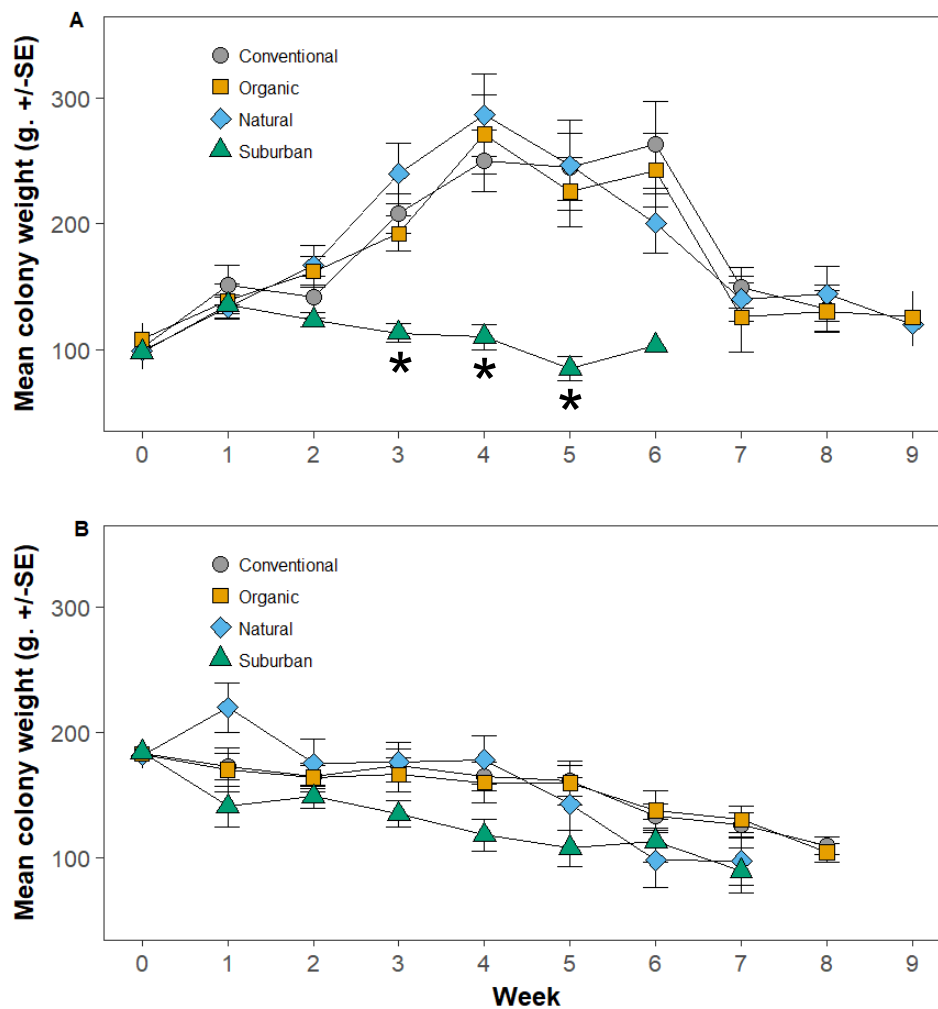 A
Conventional
Organic
Natural
Suburban
Mean colony weight (g. +/-SE)
300
200
100
* * *
0 1 2 3 4 5 6 7 8 9
B
Conventional
Organic
Natural
Suburban
Mean colony weight (g. +/-SE)
300
200
100
0 1 2 3 4 5 6 7 8 9
Week